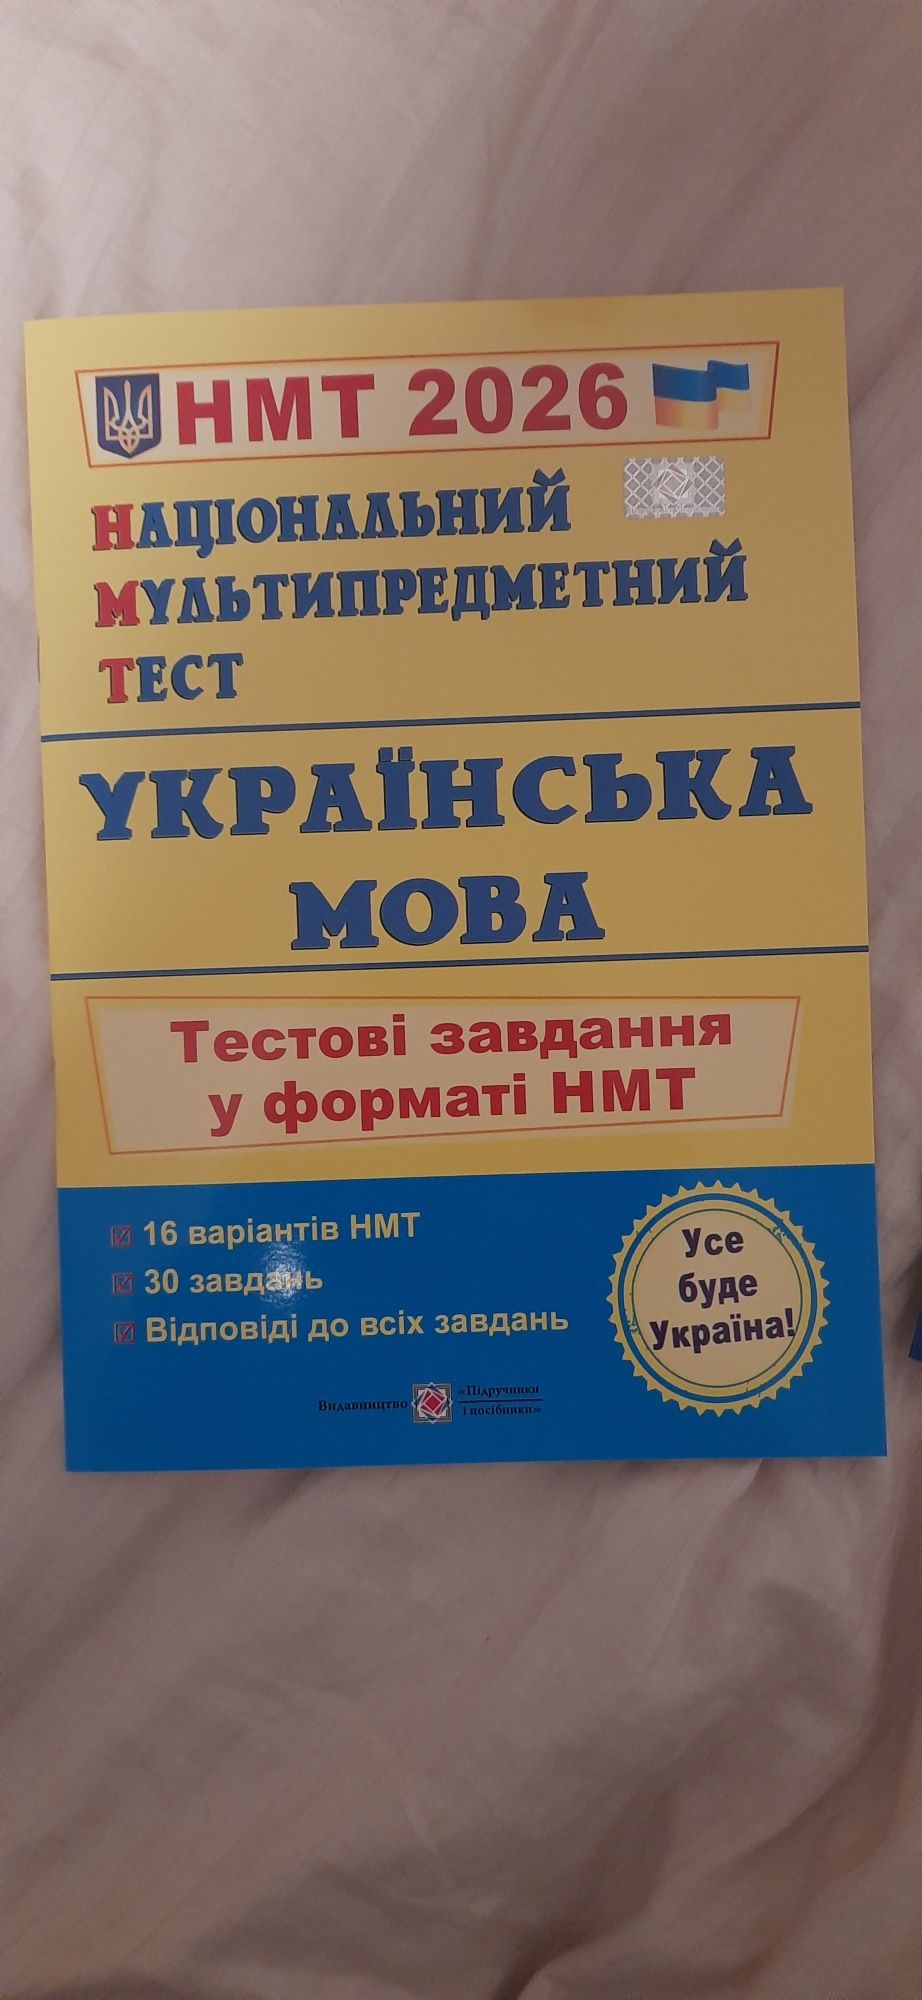 НМТ 2026
НАЦІОНАЛЬНИЙ
МУЛЬТИПРЕДМЕТНИЙ
ТЕСТ
УКРАЇНСЬКА
МОВА
Тестові завдання
у форматі НМТ
16 варіантів НМТ
30 завдань
Відповіді до всіх завдань
Усе
буде
Україна!
Видавництво «Підручники
і посібники»